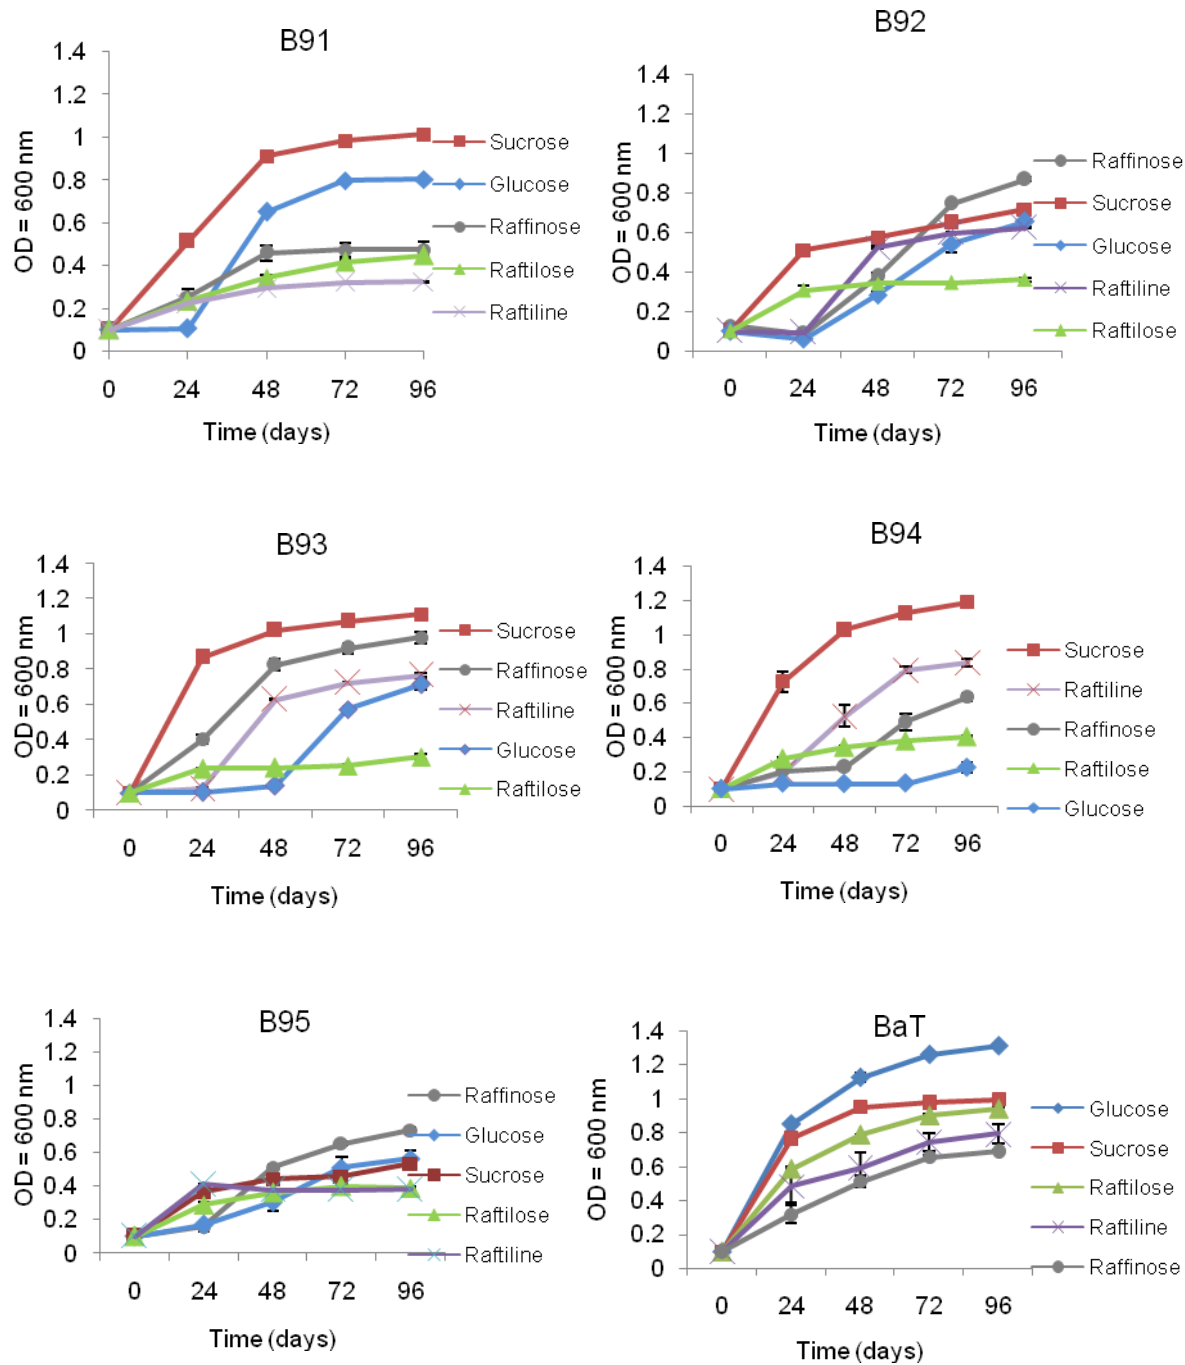 B91
1.4
1.2
1
0.8
0.6
0.4
0.2
0
OD = 600 nm
0 24 48 72 96
Time (days)
Sucrose
Glucose
Raffinose
Raftilose
Raftiline
B92
1.4
1.2
1
0.8
0.6
0.4
0.2
0
OD = 600 nm
0 24 48 72 96
Time (days)
Raffinose
Sucrose
Glucose
Raftiline
Raftilose
B93
1.4
1.2
1
0.8
0.6
0.4
0.2
0
OD = 600 nm
0 24 48 72 96
Time (days)
Sucrose
Raffinose
Raftiline
Glucose
Raftilose
B94
1.4
1.2
1
0.8
0.6
0.4
0.2
0
OD = 600 nm
0 24 48 72 96
Time (days)
Sucrose
Raftiline
Raffinose
Raftilose
Glucose
B95
1.4
1.2
1
0.8
0.6
0.4
0.2
0
OD = 600 nm
0 24 48 72 96
Time (days)
Raffinose
Glucose
Sucrose
Raftilose
Raftiline
BaT
1.4
1.2
1
0.8
0.6
0.4
0.2
0
OD = 600 nm
0 24 48 72 96
Time (days)
Glucose
Sucrose
Raftilose
Raftiline
Raffinose